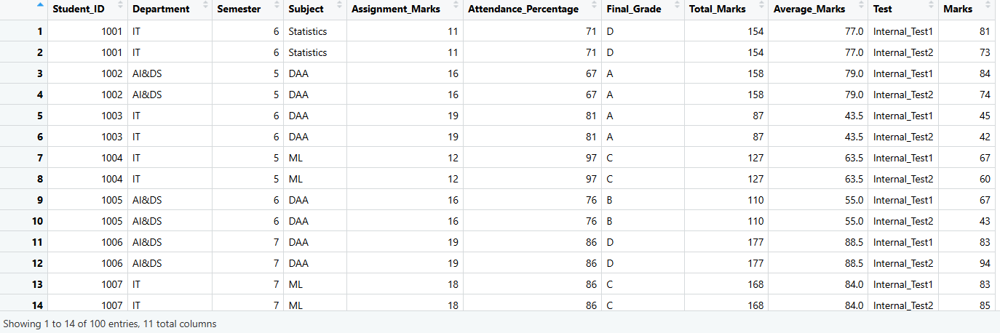 Student_ID Department Semester Subject Assignment_Marks Attendance_Percentage Final_Grade Total_Marks Average_Marks Test Marks
1 1001 IT 6 Statistics 11 71 D 154 77.0 Internal_Test1 81
2 1001 IT 6 Statistics 11 71 D 154 77.0 Internal_Test2 73
3 1002 AI&DS 5 DAA 16 67 A 158 79.0 Internal_Test1 84
4 1002 AI&DS 5 DAA 16 67 A 158 79.0 Internal_Test2 74
5 1003 IT 6 DAA 19 81 A 87 43.5 Internal_Test1 45
6 1003 IT 6 DAA 19 81 A 87 43.5 Internal_Test2 42
7 1004 IT 5 ML 12 97 C 127 63.5 Internal_Test1 67
8 1004 IT 5 ML 12 97 C 127 63.5 Internal_Test2 60
9 1005 AI&DS 6 DAA 16 76 B 110 55.0 Internal_Test1 67
10 1005 AI&DS 6 DAA 16 76 B 110 55.0 Internal_Test2 43
11 1006 AI&DS 7 DAA 19 86 D 177 88.5 Internal_Test1 83
12 1006 AI&DS 7 DAA 19 86 D 177 88.5 Internal_Test2 94
13 1007 IT 7 ML 18 86 C 168 84.0 Internal_Test1 83
14 1007 IT 7 ML 18 86 C 168 84.0 Internal_Test2 85
Showing 1 to 14 of 100 entries, 11 total columns